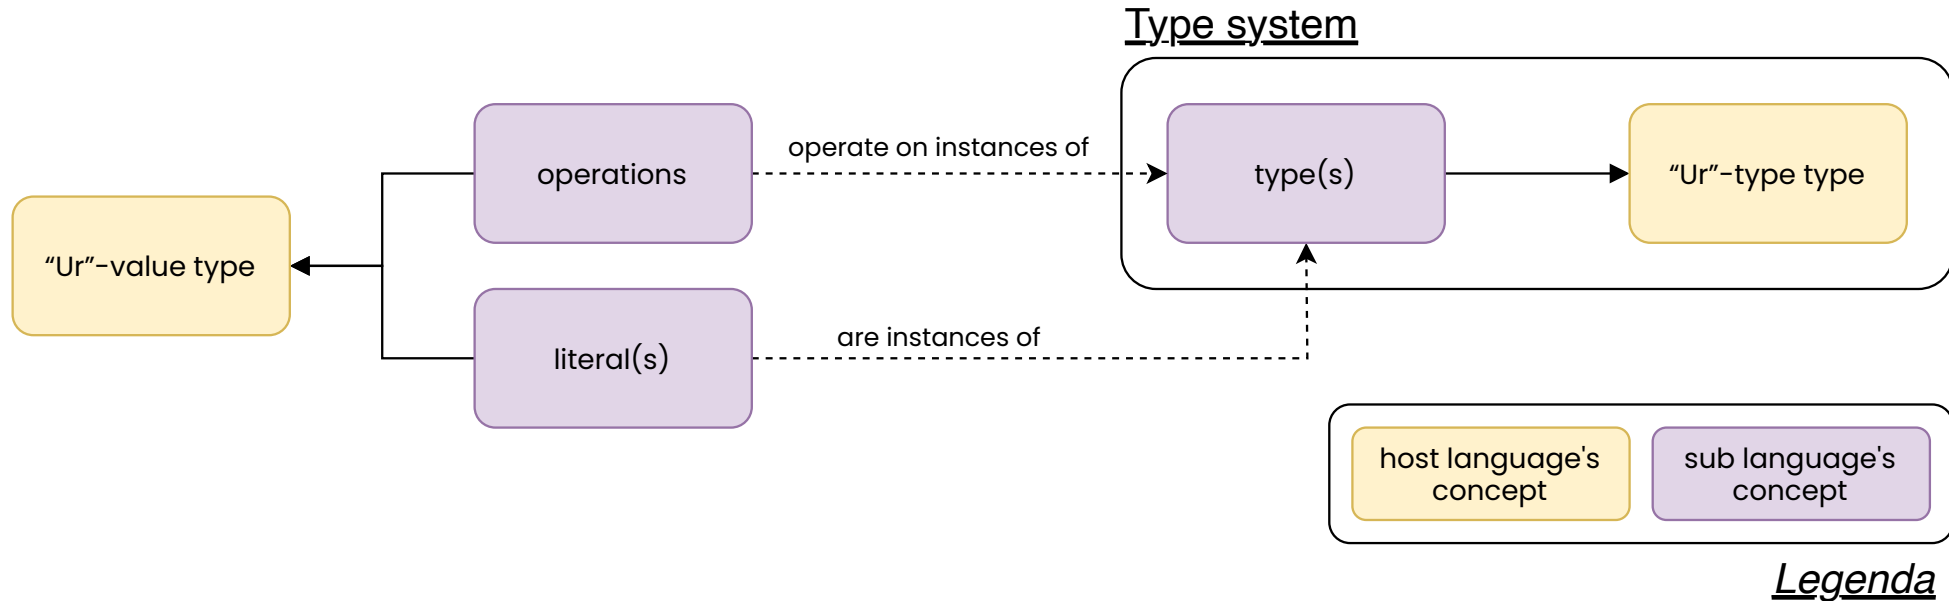 Type system
operations
operate on instances of
type(s)
“Ur”-type type
“Ur”-value type
literal(s)
are instances of
host language's
concept
sub language's
concept
Legenda